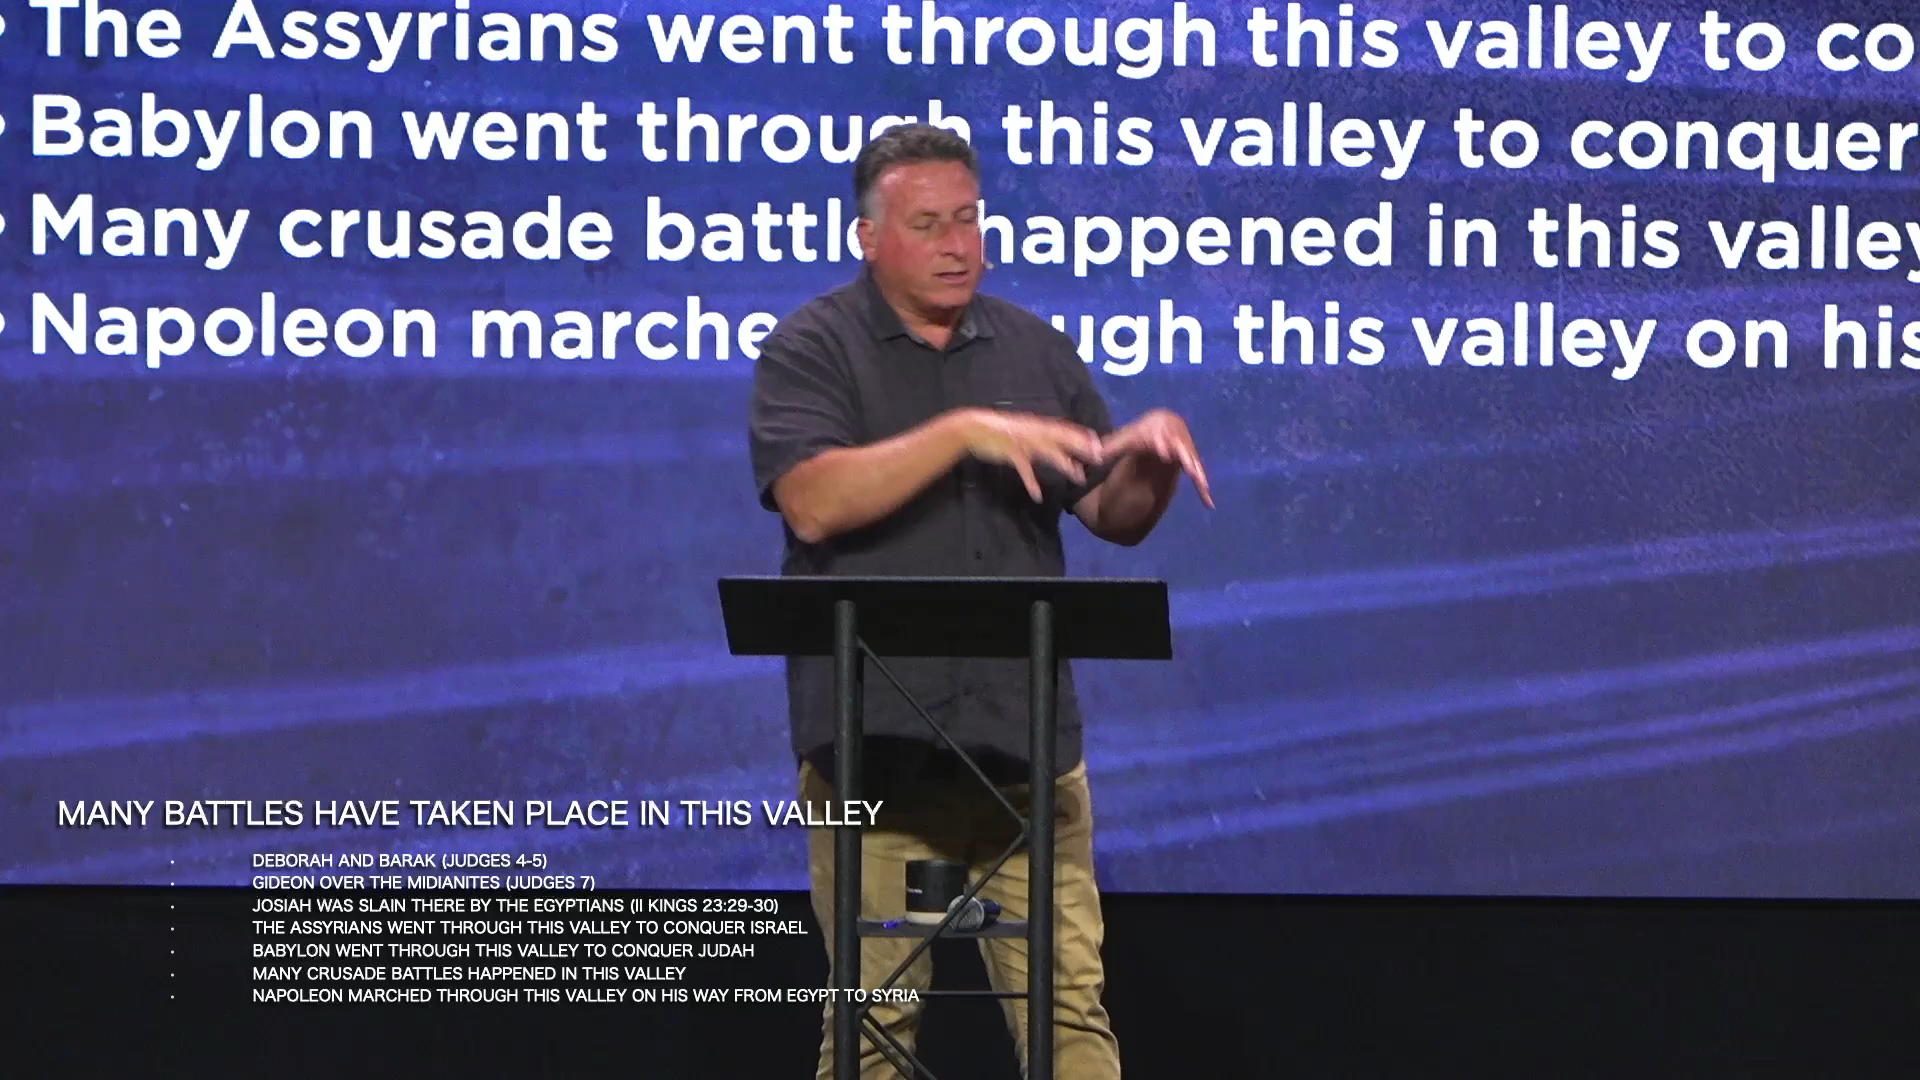 • The Assyrians went through this valley to co
• Babylon went through this valley to conquer
• Many crusade battle happened in this valley
• Napoleon marche ugh this valley on his
MANY BATTLES HAVE TAKEN PLACE IN THIS VALLEY
· DEBORAH AND BARAK (JUDGES 4-5)
· GIDEON OVER THE MIDIANITES (JUDGES 7)
· JOSIAH WAS SLAIN THERE BY THE EGYPTIANS (II KINGS 23:29-30)
· THE ASSYRIANS WENT THROUGH THIS VALLEY TO CONQUER ISRAEL
· BABYLON WENT THROUGH THIS VALLEY TO CONQUER JUDAH
· MANY CRUSADE BATTLES HAPPENED IN THIS VALLEY
· NAPOLEON MARCHED THROUGH THIS VALLEY ON HIS WAY FROM EGYPT TO SYRIA